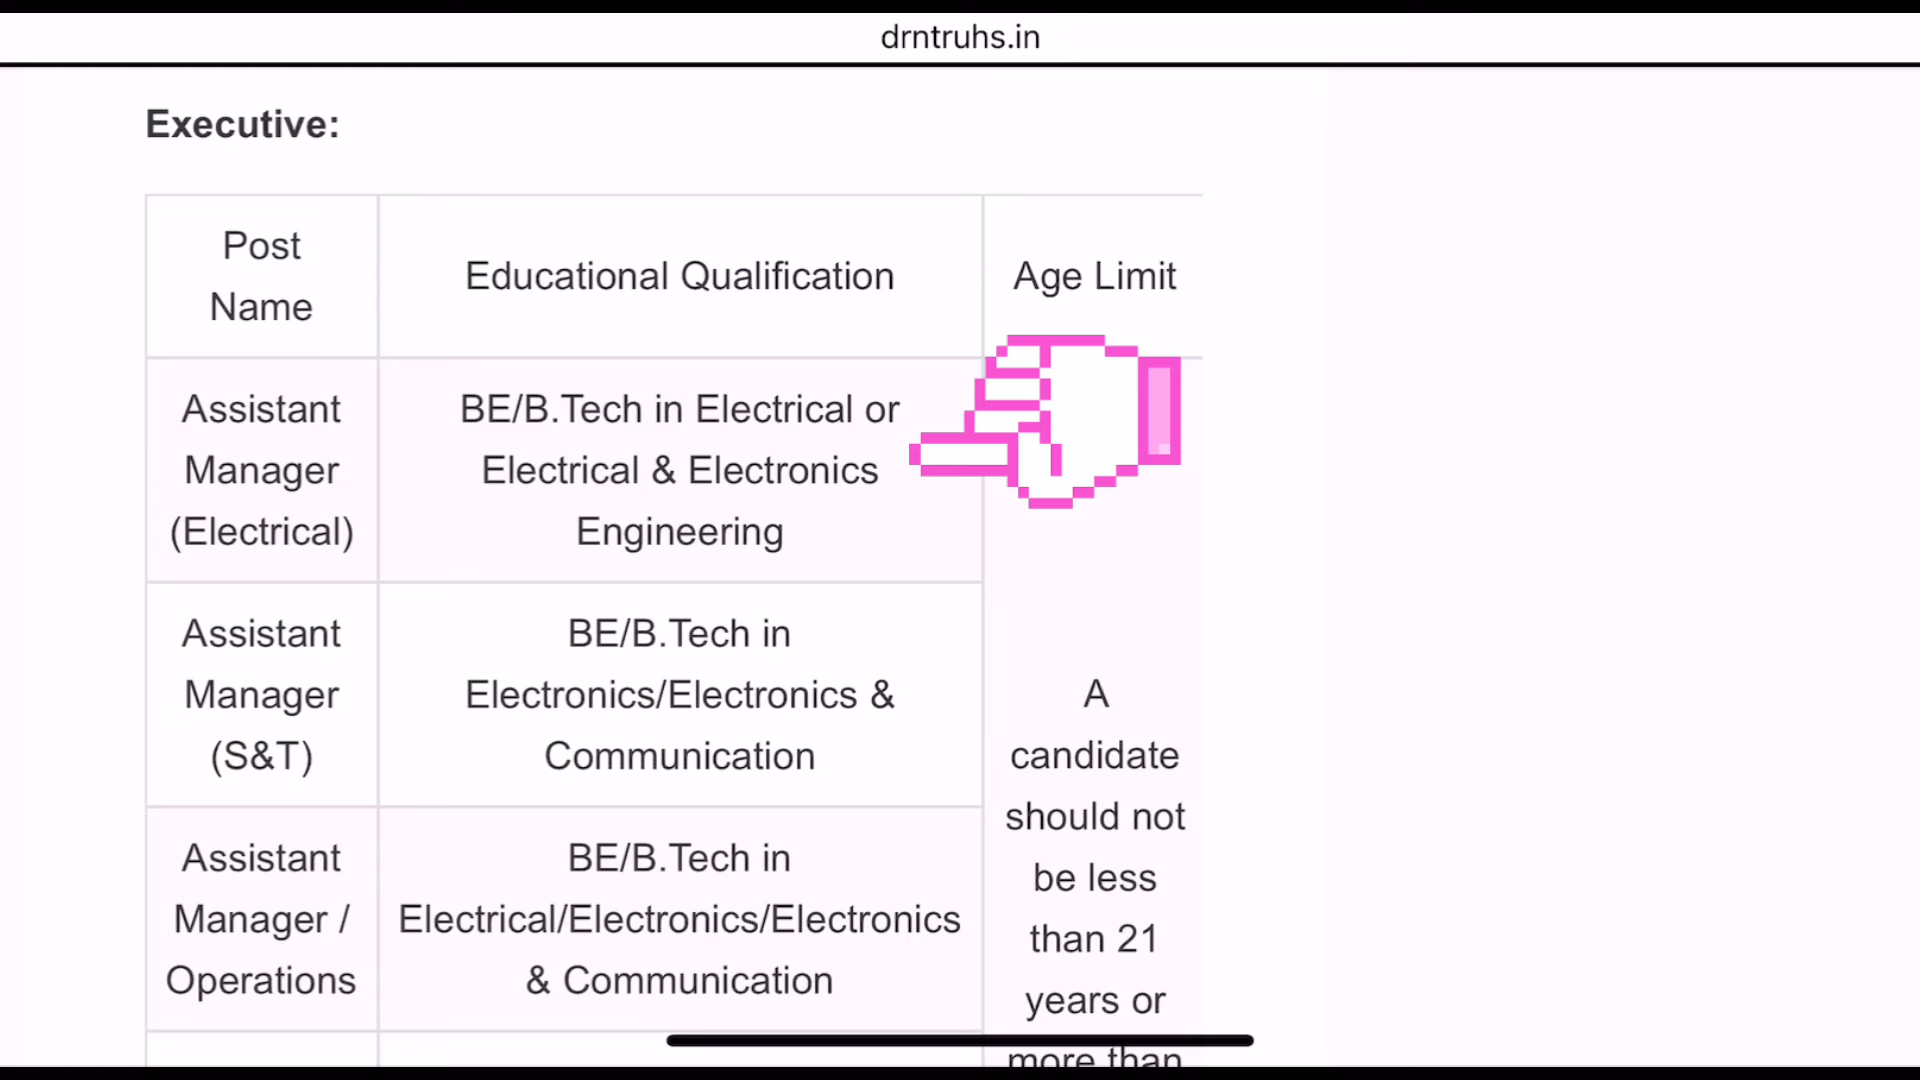 drntruhs.in
Executive:
Post
Name
Educational Qualification
Age Limit
Assistant
Manager
(Electrical)
BE/B.Tech in Electrical or
Electrical & Electronics
Engineering
Assistant
Manager
(S&T)
BE/B.Tech in
Electronics/Electronics &
Communication
Assistant
Manager /
Operations
BE/B.Tech in
Electrical/Electronics/Electronics
& Communication
A
candidate
should not
be less
than 21
years or
more than